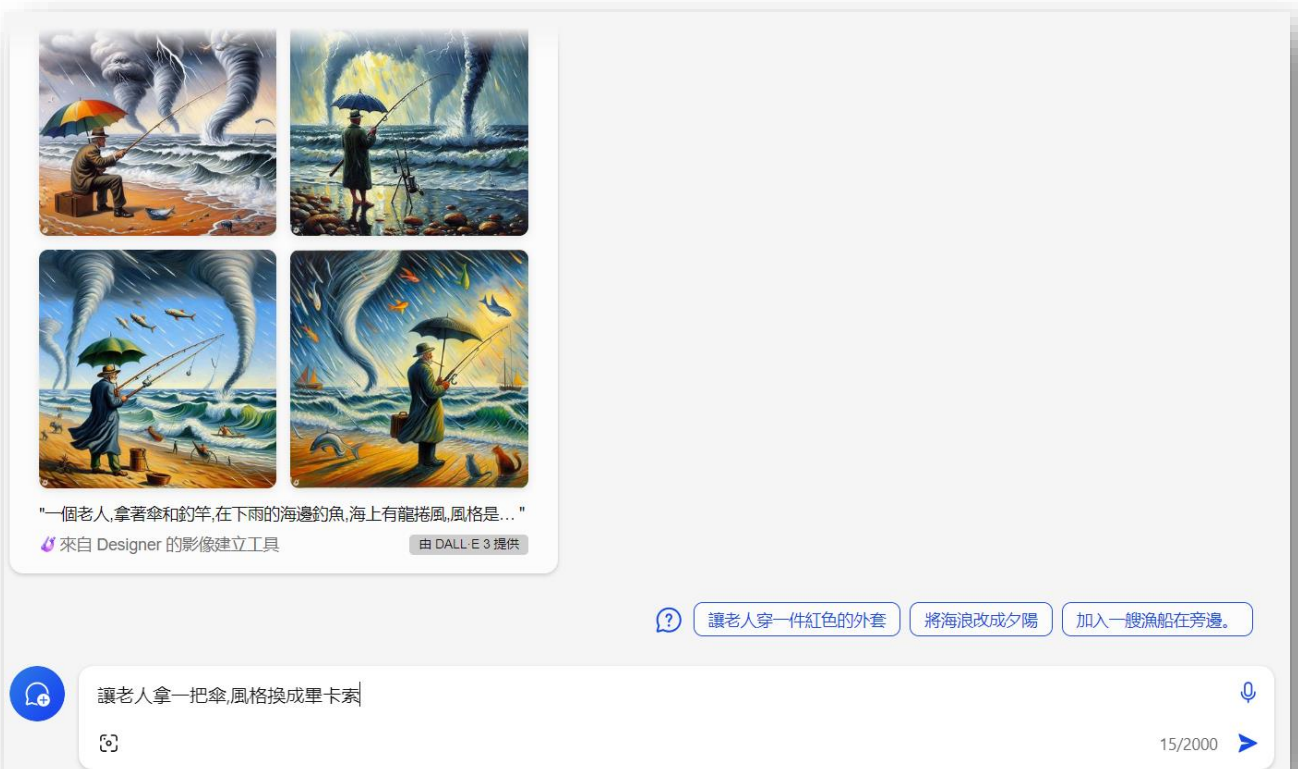 "一個老人,拿著傘和釣竿,在下雨的海邊釣魚,海上有龍捲風,風格是... "
來自 Designer 的影像建立工具
由 DALL·E 3 提供
讓老人穿一件紅色的外套
將海浪改成夕陽
加入一艘漁船在旁邊。
讓老人拿一把傘,風格換成畢卡索
15/2000